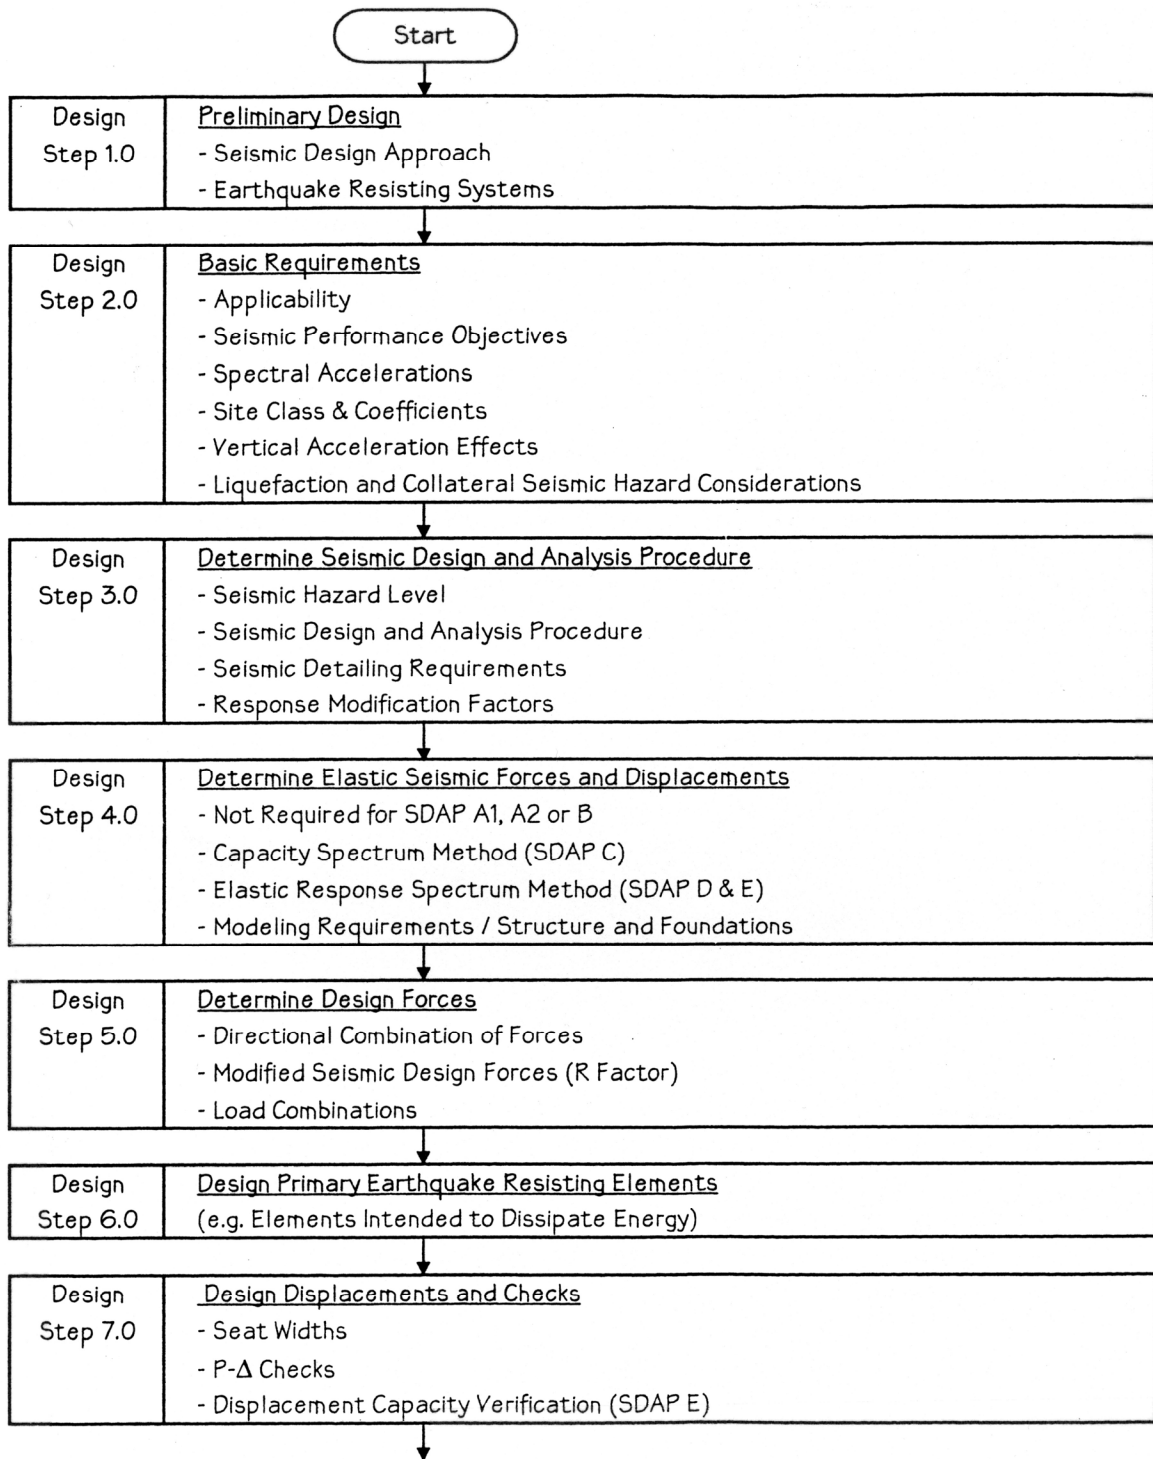 Start
Design
Step 1.0
Preliminary Design
- Seismic Design Approach
- Earthquake Resisting Systems
Design
Step 2.0
Basic Requirements
- Applicability
- Seismic Performance Objectives
- Spectral Accelerations
- Site Class & Coefficients
- Vertical Acceleration Effects
- Liquefaction and Collateral Seismic Hazard Considerations
Design
Step 3.0
Determine Seismic Design and Analysis Procedure
- Seismic Hazard Level
- Seismic Design and Analysis Procedure
- Seismic Detailing Requirements
- Response Modification Factors
Design
Step 4.0
Determine Elastic Seismic Forces and Displacements
- Not Required for SDAP A1, A2 or B
- Capacity Spectrum Method (SDAP C)
- Elastic Response Spectrum Method (SDAP D & E)
- Modeling Requirements / Structure and Foundations
Design
Step 5.0
Determine Design Forces
- Directional Combination of Forces
- Modified Seismic Design Forces (R Factor)
- Load Combinations
Design
Step 6.0
Design Primary Earthquake Resisting Elements
(e.g. Elements Intended to Dissipate Energy)
Design
Step 7.0
Design Displacements and Checks
- Seat Widths
- P-Δ Checks
- Displacement Capacity Verification (SDAP E)